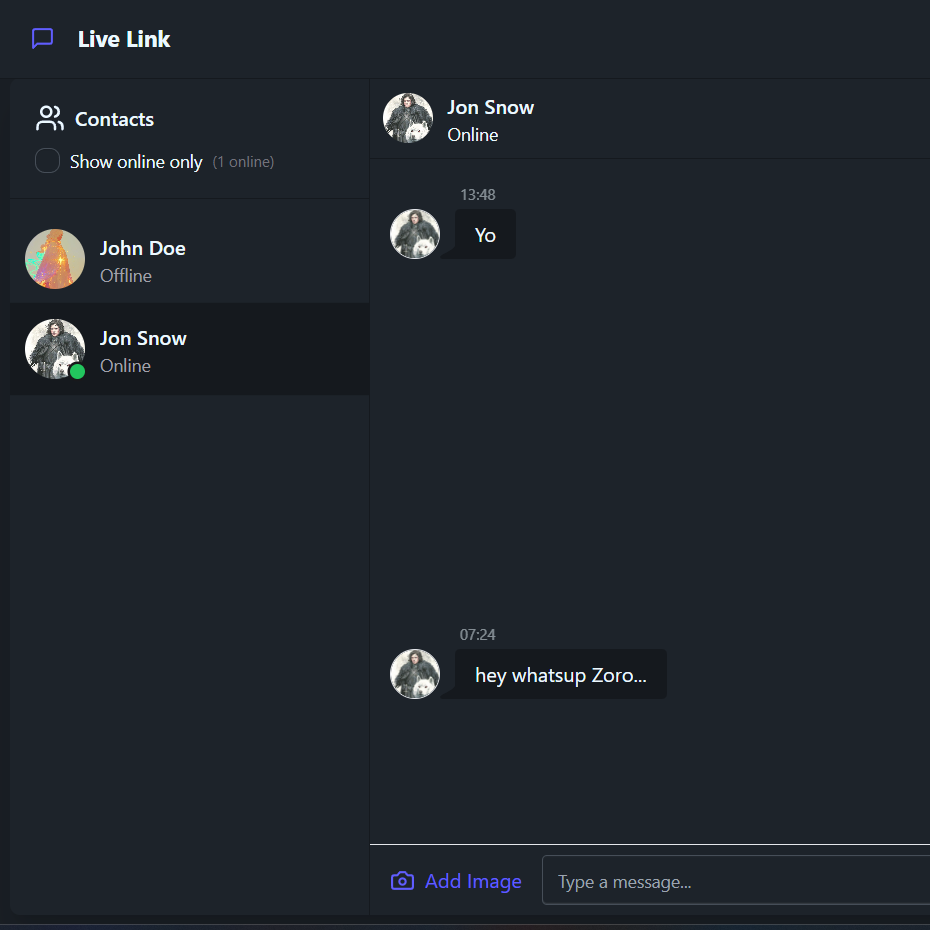 Live Link
Contacts
Show online only (1 online)
John Doe
Offline
Jon Snow
Online
Jon Snow
Online
13:48
Yo
07:24
hey whatsup Zoro...
Add Image
Type a message...